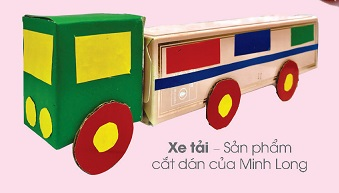 Xe tải – Sản phẩm
cắt dán của Minh Long